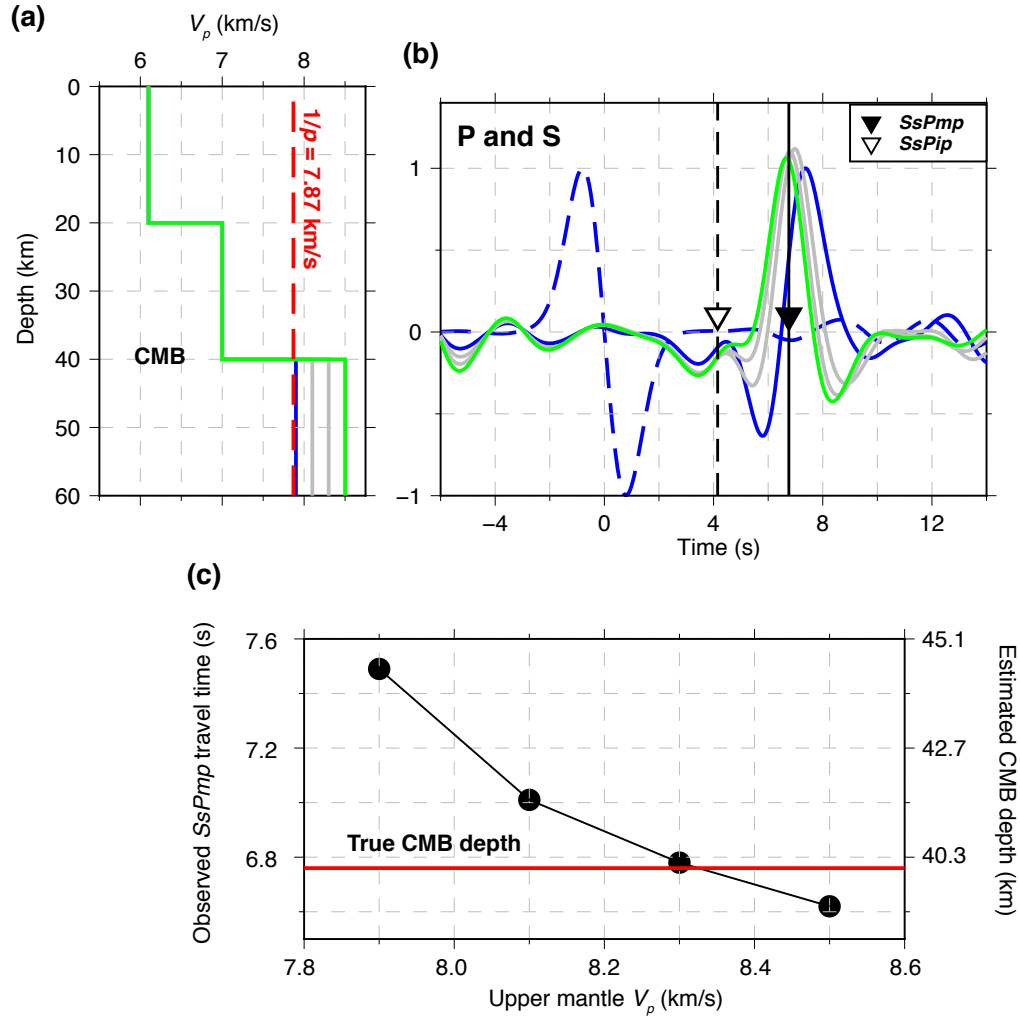 (a)
Vp (km/s)
6 7 8
0
10
20
30
40
50
60
Depth (km)
CMB
1/p = 7.87 km/s
(b)
P and S
SsPmp
SsPip
1
0
−1
−4 0 4 8 12
Time (s)
(c)
7.6
7.2
6.8
Observed SsPmp travel time (s)
True CMB depth
45.1
42.7
40.3
Estimated CMB depth (km)
7.8 8.0 8.2 8.4 8.6
Upper mantle Vp (km/s)